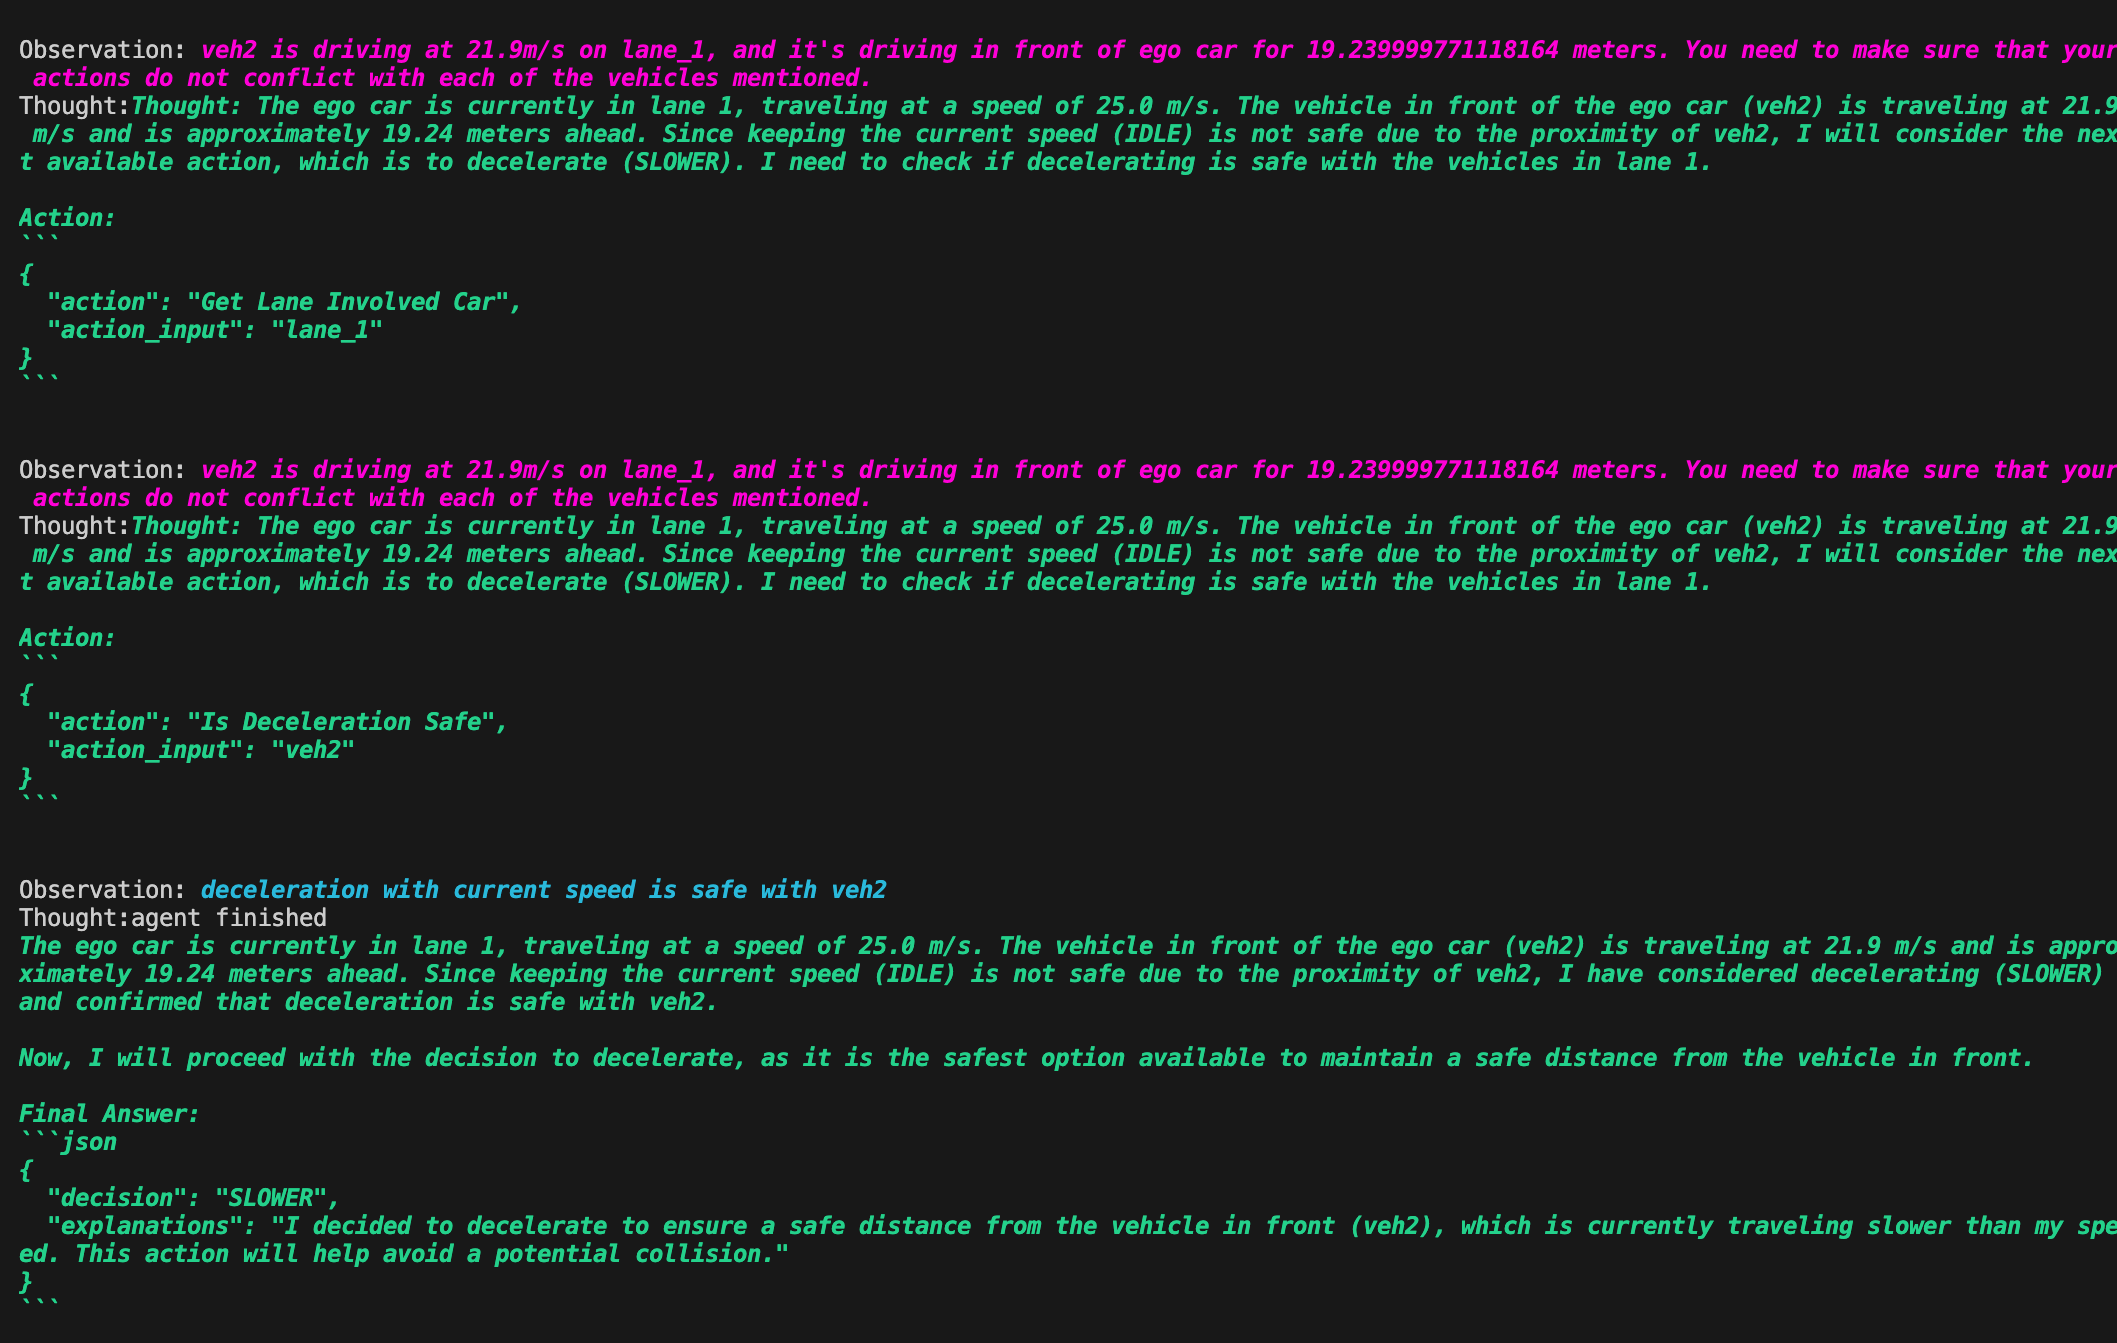 Observation: veh2 is driving at 21.9m/s on lane_1, and it's driving in front of ego car for 19.239999771118164 meters. You need to make sure that your
 actions do not conflict with each of the vehicles mentioned.
Thought:Thought: The ego car is currently in lane 1, traveling at a speed of 25.0 m/s. The vehicle in front of the ego car (veh2) is traveling at 21.9
 m/s and is approximately 19.24 meters ahead. Since keeping the current speed (IDLE) is not safe due to the proximity of veh2, I will consider the nex
t available action, which is to decelerate (SLOWER). I need to check if decelerating is safe with the vehicles in lane 1.

Action:
```
{
  "action": "Get Lane Involved Car",
  "action_input": "lane_1"
}
```

Observation: veh2 is driving at 21.9m/s on lane_1, and it's driving in front of ego car for 19.239999771118164 meters. You need to make sure that your
 actions do not conflict with each of the vehicles mentioned.
Thought:Thought: The ego car is currently in lane 1, traveling at a speed of 25.0 m/s. The vehicle in front of the ego car (veh2) is traveling at 21.9
 m/s and is approximately 19.24 meters ahead. Since keeping the current speed (IDLE) is not safe due to the proximity of veh2, I will consider the nex
t available action, which is to decelerate (SLOWER). I need to check if decelerating is safe with the vehicles in lane 1.

Action:
```
{
  "action": "Is Deceleration Safe",
  "action_input": "veh2"
}
```

Observation: deceleration with current speed is safe with veh2
Thought:agent finished
The ego car is currently in lane 1, traveling at a speed of 25.0 m/s. The vehicle in front of the ego car (veh2) is traveling at 21.9 m/s and is appro
ximately 19.24 meters ahead. Since keeping the current speed (IDLE) is not safe due to the proximity of veh2, I have considered decelerating (SLOWER)
and confirmed that deceleration is safe with veh2.

Now, I will proceed with the decision to decelerate, as it is the safest option available to maintain a safe distance from the vehicle in front.

Final Answer:
```json
{
  "decision": "SLOWER",
  "explanations": "I decided to decelerate to ensure a safe distance from the vehicle in front (veh2), which is currently traveling slower than my spe
ed. This action will help avoid a potential collision."
}
```